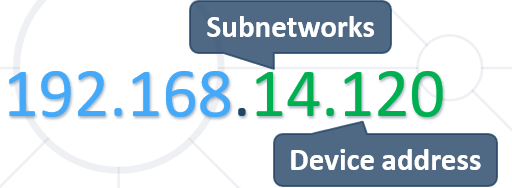 Subnetworks
192.168.14.120
Device address